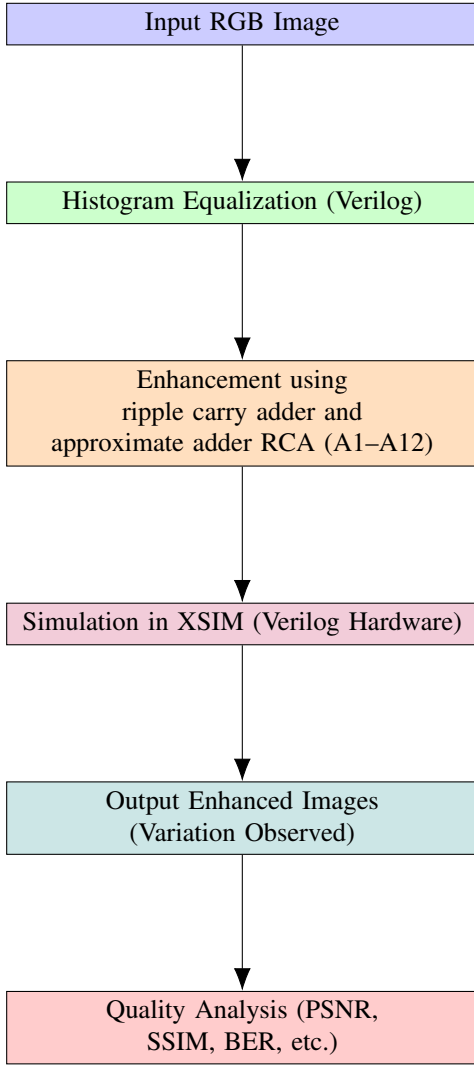 Input RGB Image
Histogram Equalization (Verilog)
Enhancement using
ripple carry adder and
approximate adder RCA (A1–A12)
Simulation in XSIM (Verilog Hardware)
Output Enhanced Images
(Variation Observed)
Quality Analysis (PSNR,
SSIM, BER, etc.)